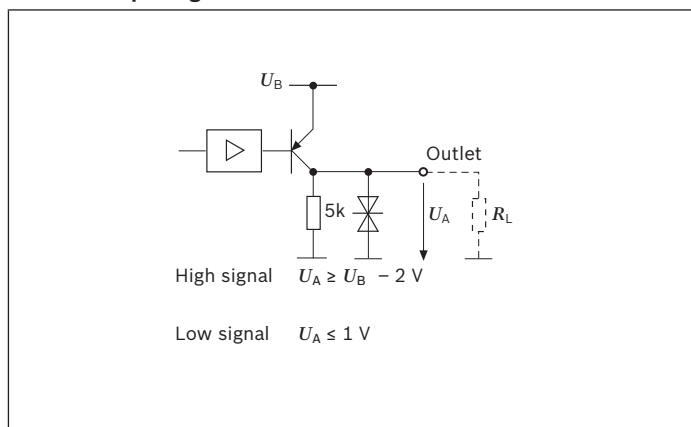 U_B
Outlet
5k
U_A
R_L
High signal U_A ≥ U_B – 2 V
Low signal U_A ≤ 1 V